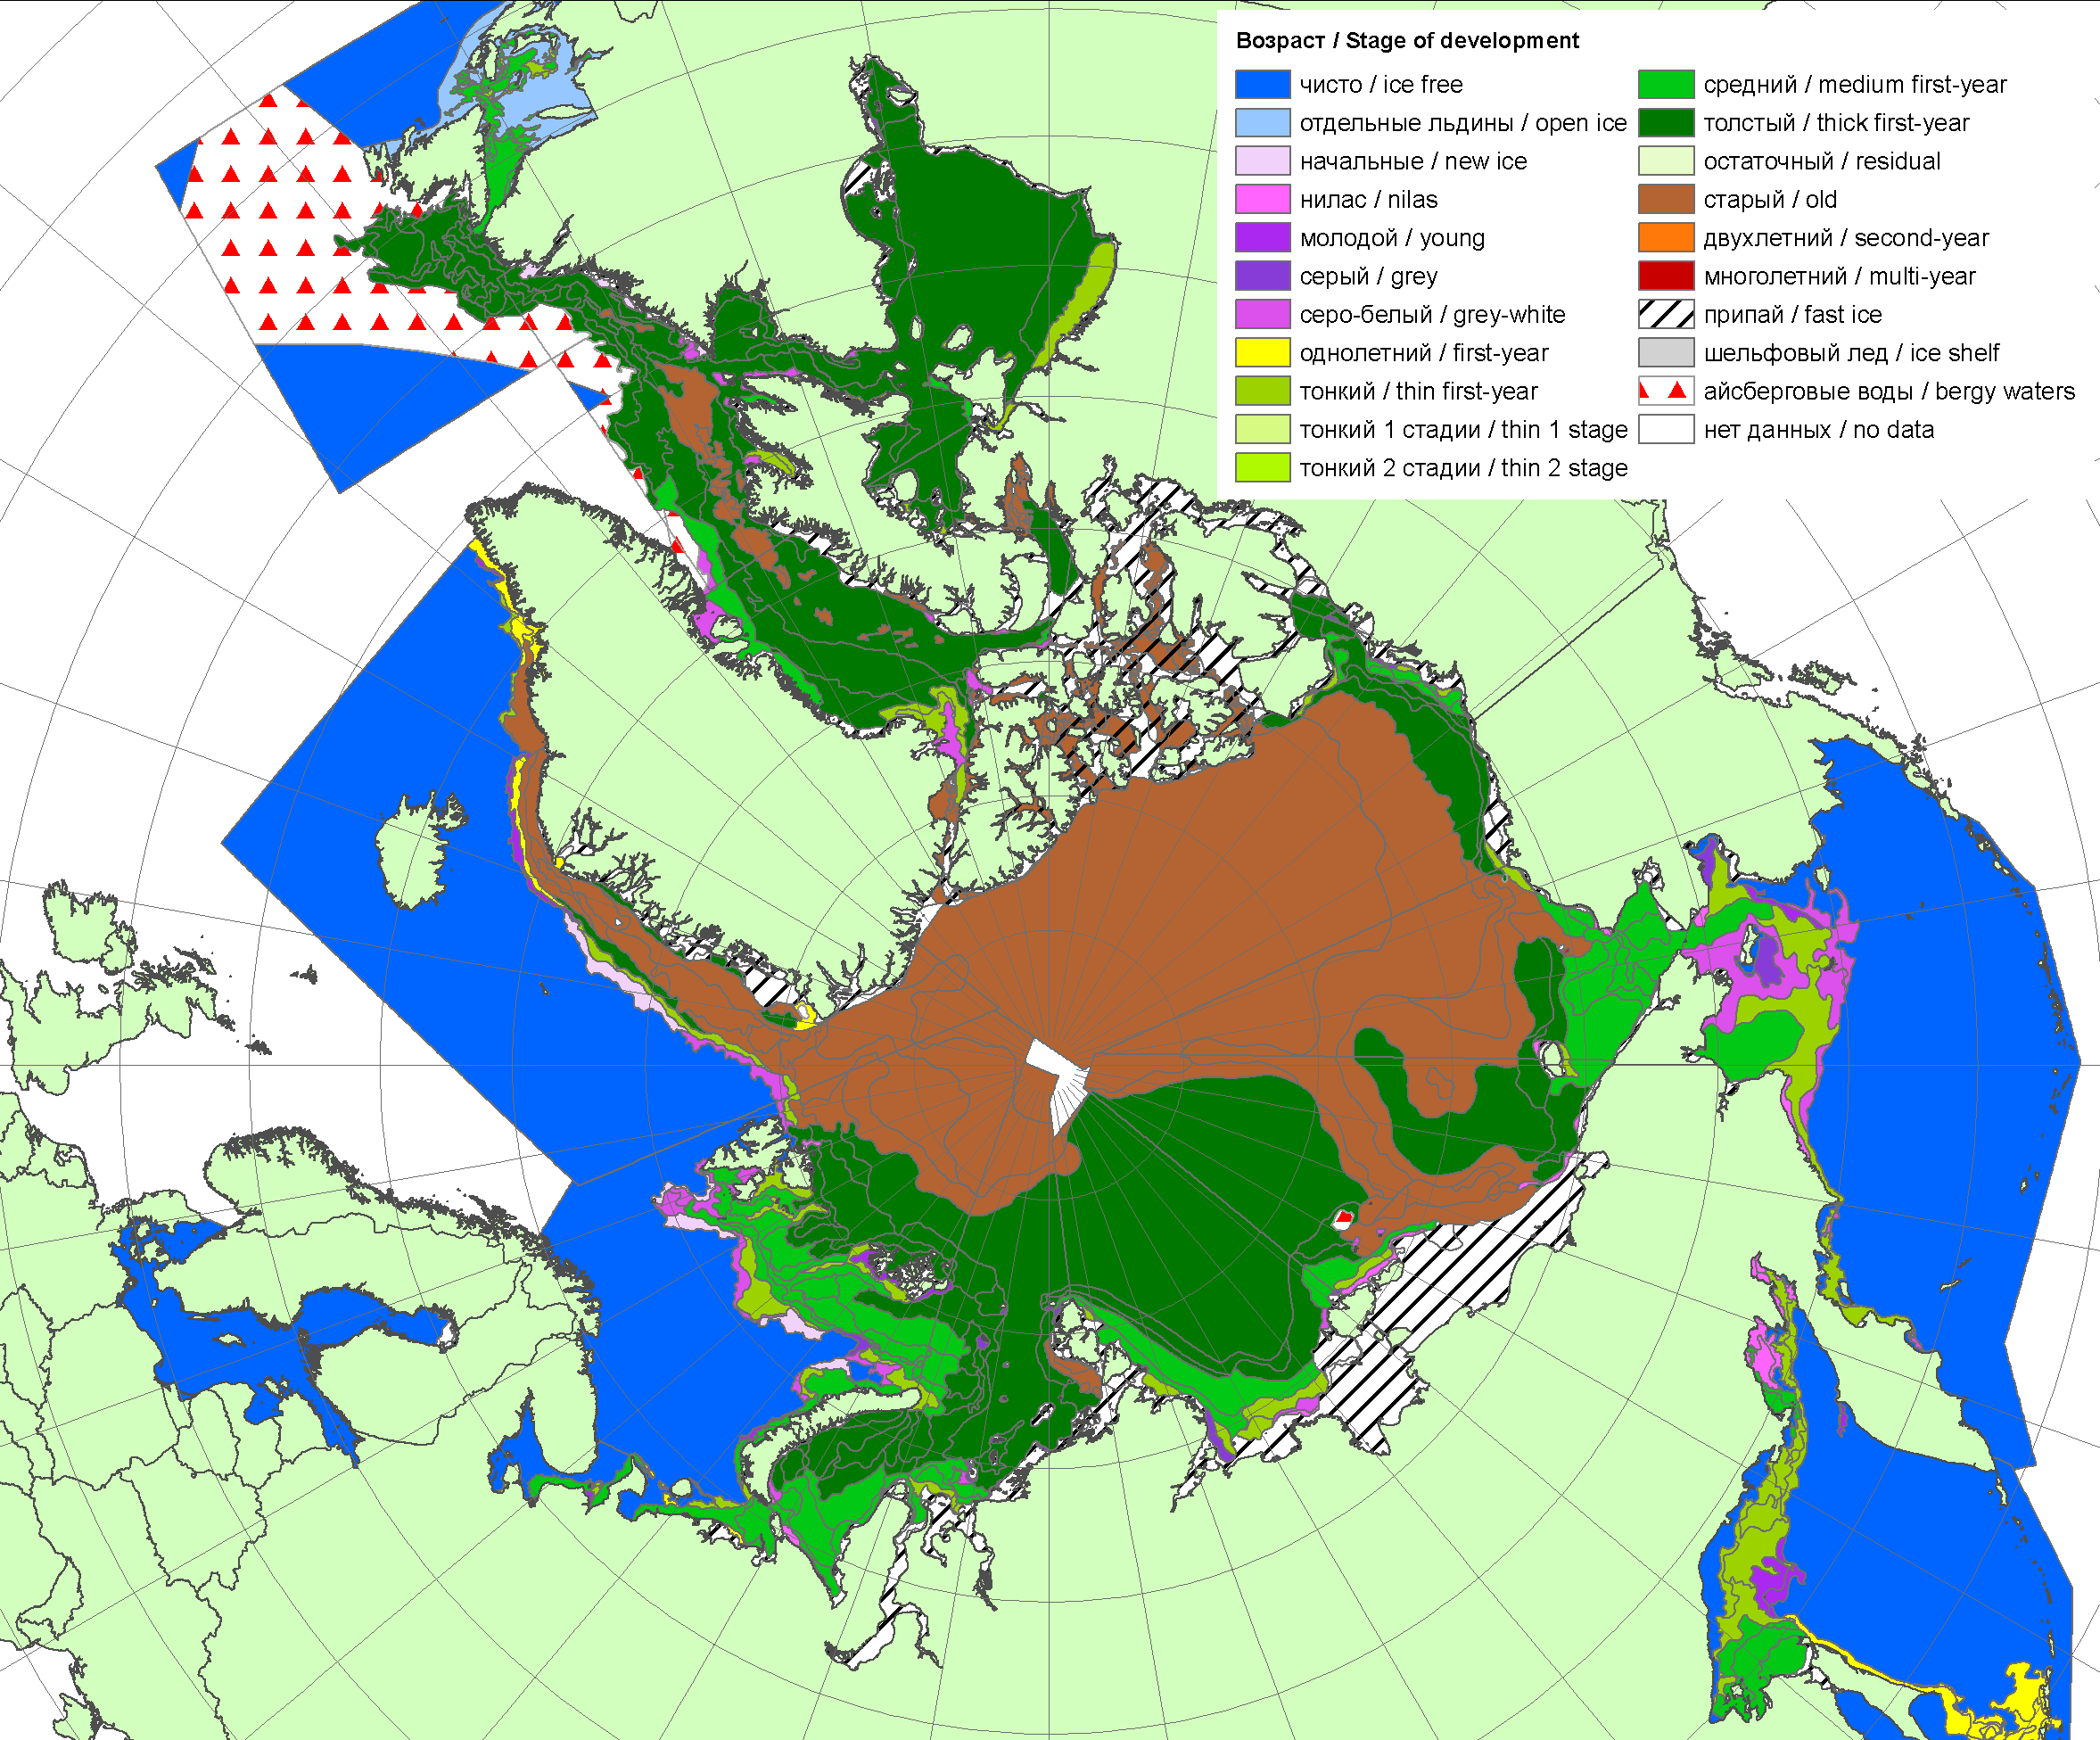 Возраст / Stage of development
чисто / ice free
отдельные льдины / open ice
начальные / new ice
нилас / nilas
молодой / young
серый / grey
серо-белый / grey-white
однолетний / first-year
тонкий / thin first-year
тонкий 1 стадии / thin 1 stage
тонкий 2 стадии / thin 2 stage
средний / medium first-year
толстый / thick first-year
остаточный / residual
старый / old
двухлетний / second-year
многолетний / multi-year
припай / fast ice
шельфовый лед / ice shelf
айсберговые воды / bergy waters
нет данных / no data